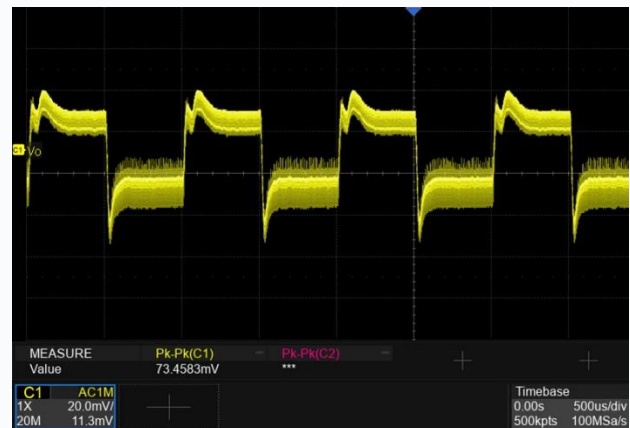 C1 Vo
MEASURE Pk-Pk(C1) Pk-Pk(C2)
Value 73.4583mV ***
C1 AC1M
1X 20.0mV/
20M 11.3mV
Timebase
0.00s 500us/div
500kpts 100MSa/s